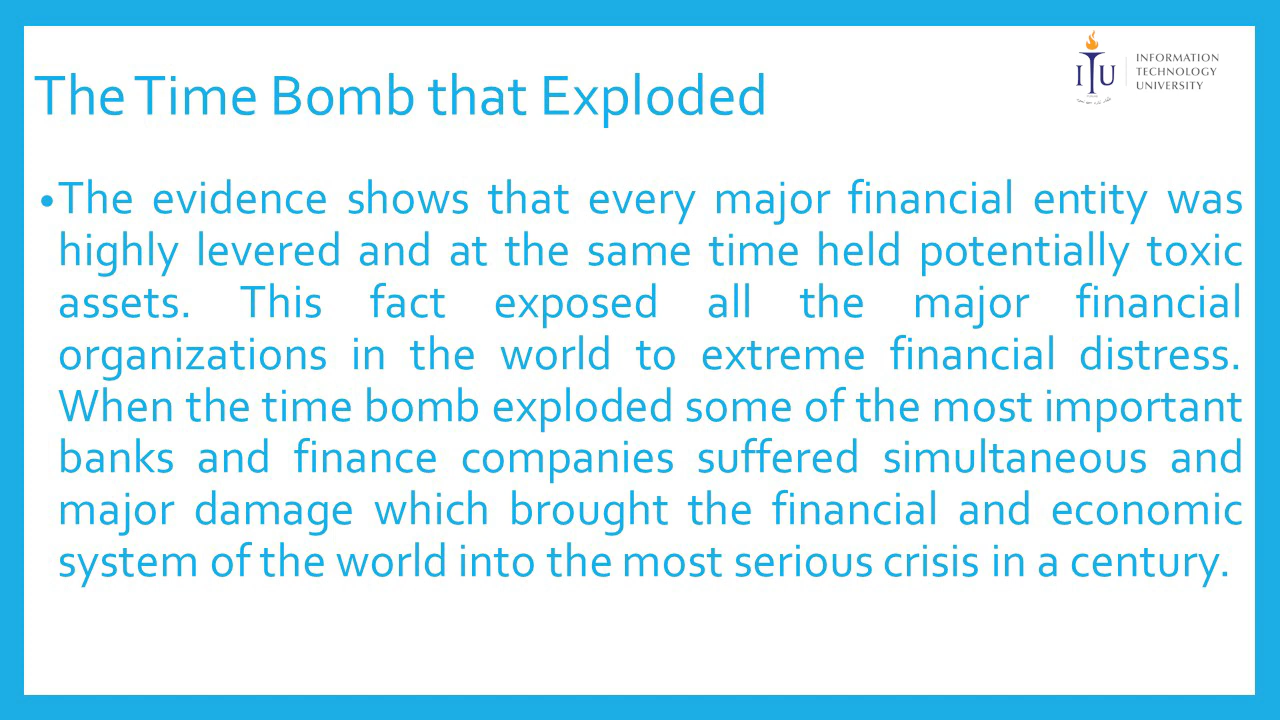 INFORMATION
TECHNOLOGY
UNIVERSITY
ITU
The Time Bomb that Exploded
•The evidence shows that every major financial entity was
highly levered and at the same time held potentially toxic
assets. This fact exposed all the major financial
organizations in the world to extreme financial distress.
When the time bomb exploded some of the most important
banks and finance companies suffered simultaneous and
major damage which brought the financial and economic
system of the world into the most serious crisis in a century.